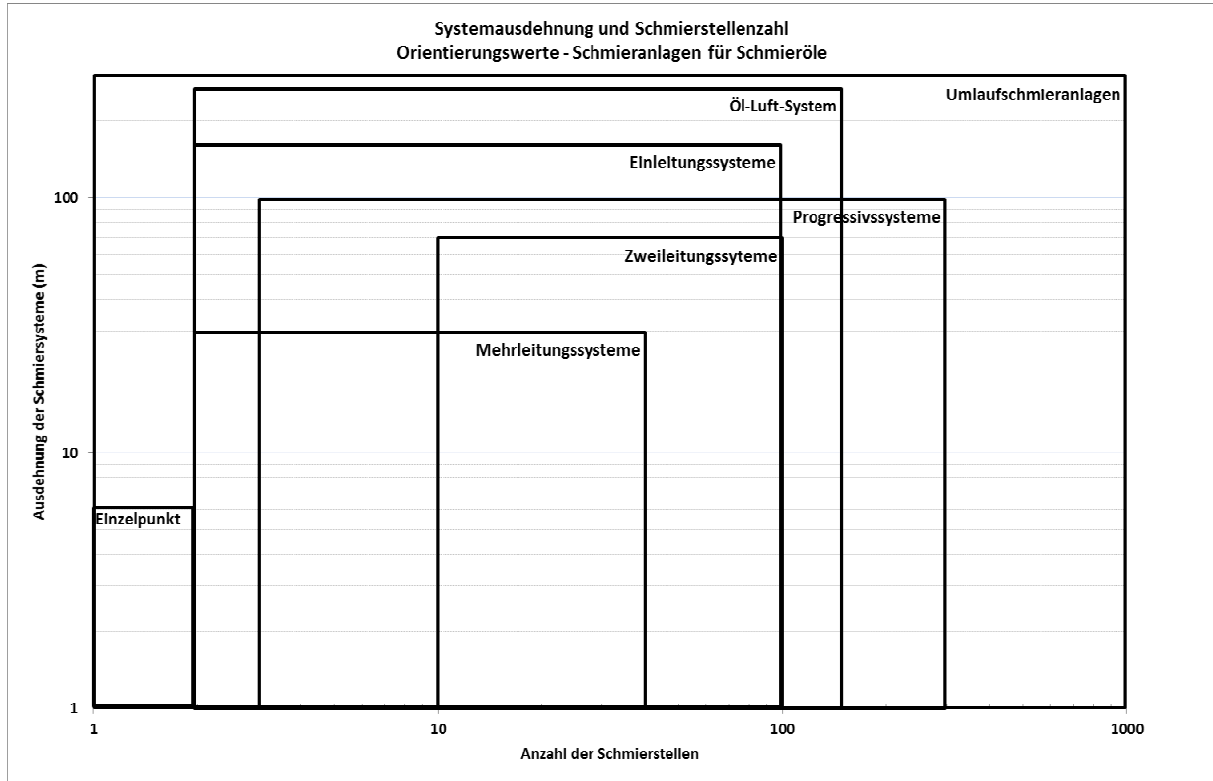 Systemausdehnung und Schmierstellenzahl
Orientierungswerte - Schmieranlagen für Schmieröle
Umlaufschmieranlagen
Öl-Luft-System
Einleitungssysteme
100
Progressivssysteme
Zweileitungssyteme
Mehrleitungssysteme
10
Einzelpunkt
1
1 10 100 1000
Anzahl der Schmierstellen
Ausdehnung der Schmiersysteme (m)